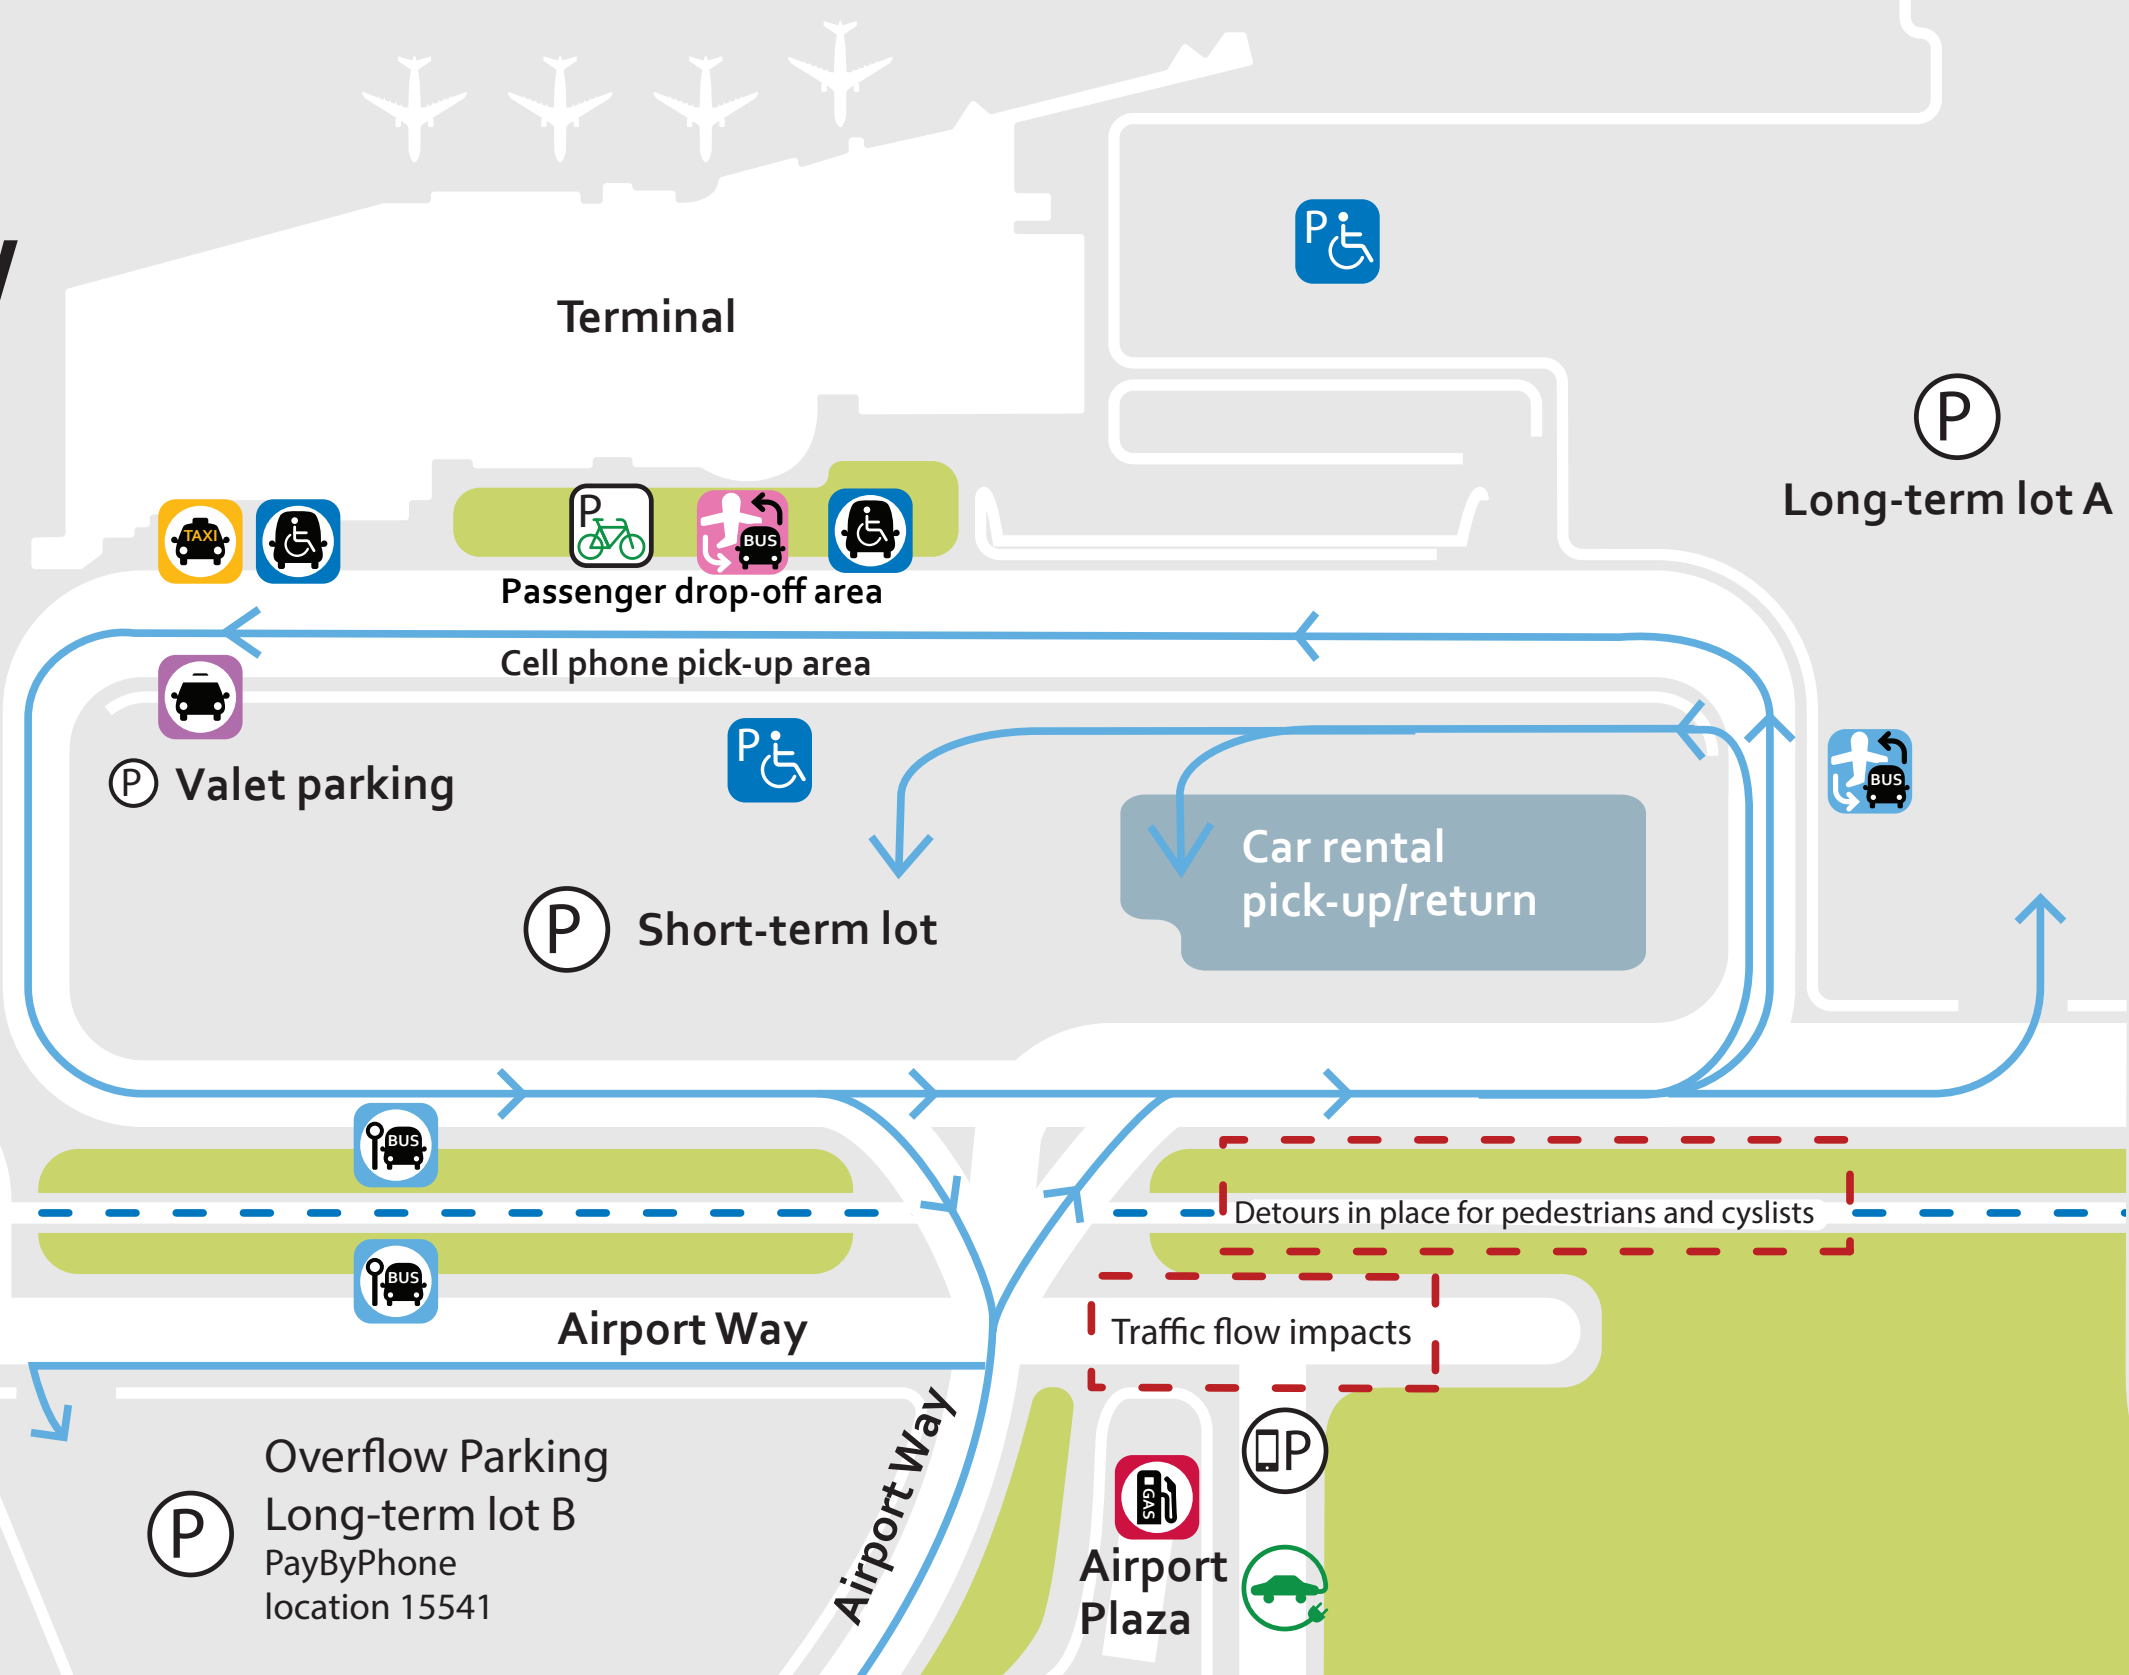 P
Terminal
P
Long-term lot A
TAXI
P
BUS
Passenger drop-off area
Cell phone pick-up area
P
P
Valet parking
BUS
Car rental
pick-up/return
P
Short-term lot
BUS
Detours in place for pedestrians and cyslists
BUS
Airport Way
Traffic flow impacts
Airport Way
P
Overflow Parking
P
Long-term lot B
PayByPhone
location 15541
GAS
Airport
Plaza